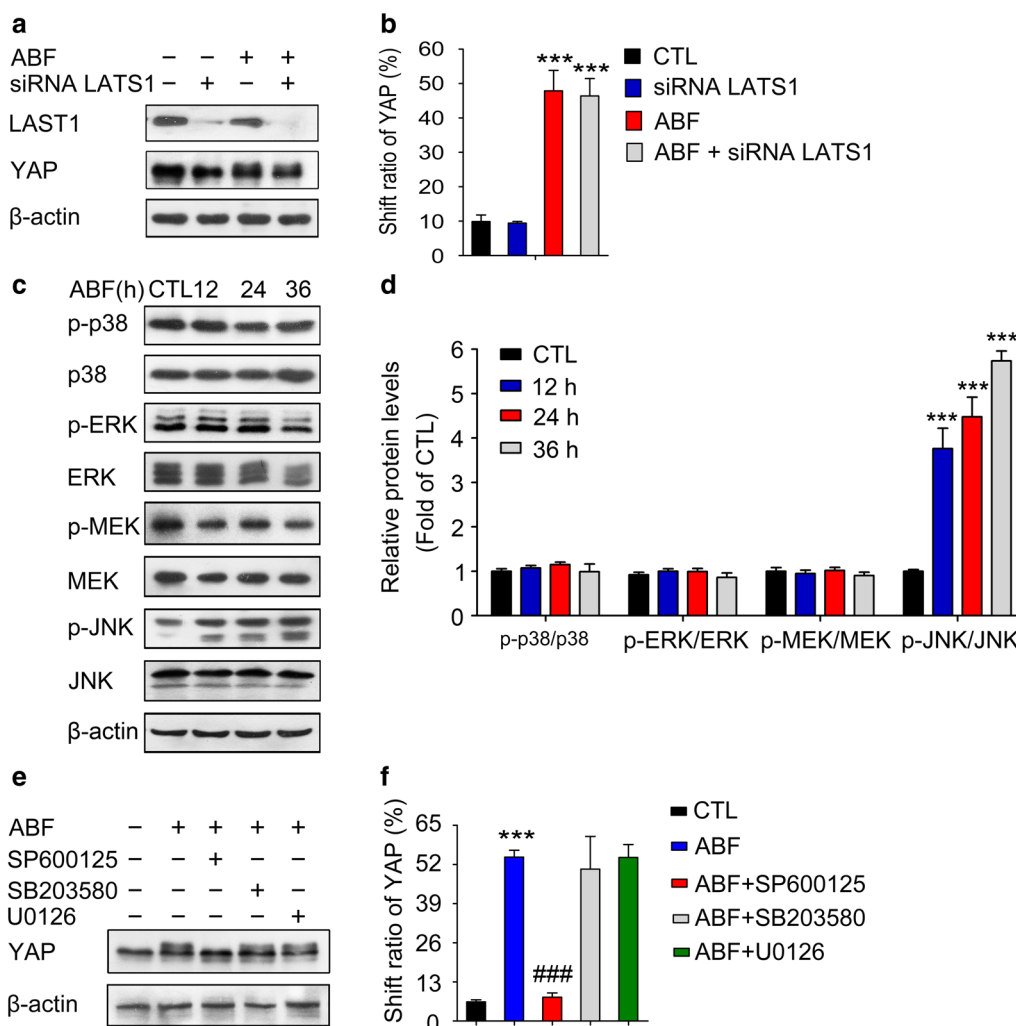 a
ABF – – + +
siRNA LATS1 – + – +
LAST1
YAP
β-actin
b
Shift ratio of YAP (%)
60
50
40
30
20
10
0
*** ***
CTL
siRNA LATS1
ABF
ABF + siRNA LATS1
c
ABF(h) CTL 12 24 36
p-p38
p38
p-ERK
ERK
p-MEK
MEK
p-JNK
JNK
β-actin
d
Relative protein levels
(Fold of CTL)
6
5
4
3
2
1
0
CTL
12 h
24 h
36 h
*** *** ***
p-p38/p38 p-ERK/ERK p-MEK/MEK p-JNK/JNK
e
ABF – + + + +
SP600125 – – + – –
SB203580 – – – + –
U0126 – – – – +
YAP
β-actin
f
Shift ratio of YAP (%)
65
52
39
26
13
0
***
###
CTL
ABF
ABF+SP600125
ABF+SB203580
ABF+U0126